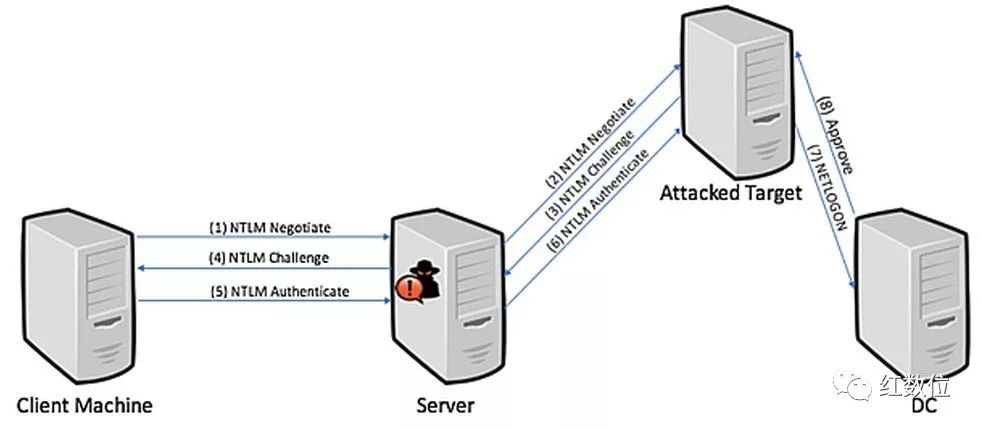 (1) NTLM Negotiate
(4) NTLM Challenge
(5) NTLM Authenticate
(2) NTLM Negotiate
(3) NTLM Challenge
(6) NTLM Authenticate
(8) Approve
(7) NETLOGON
Attacked Target
Client Machine
Server
DC
红数位